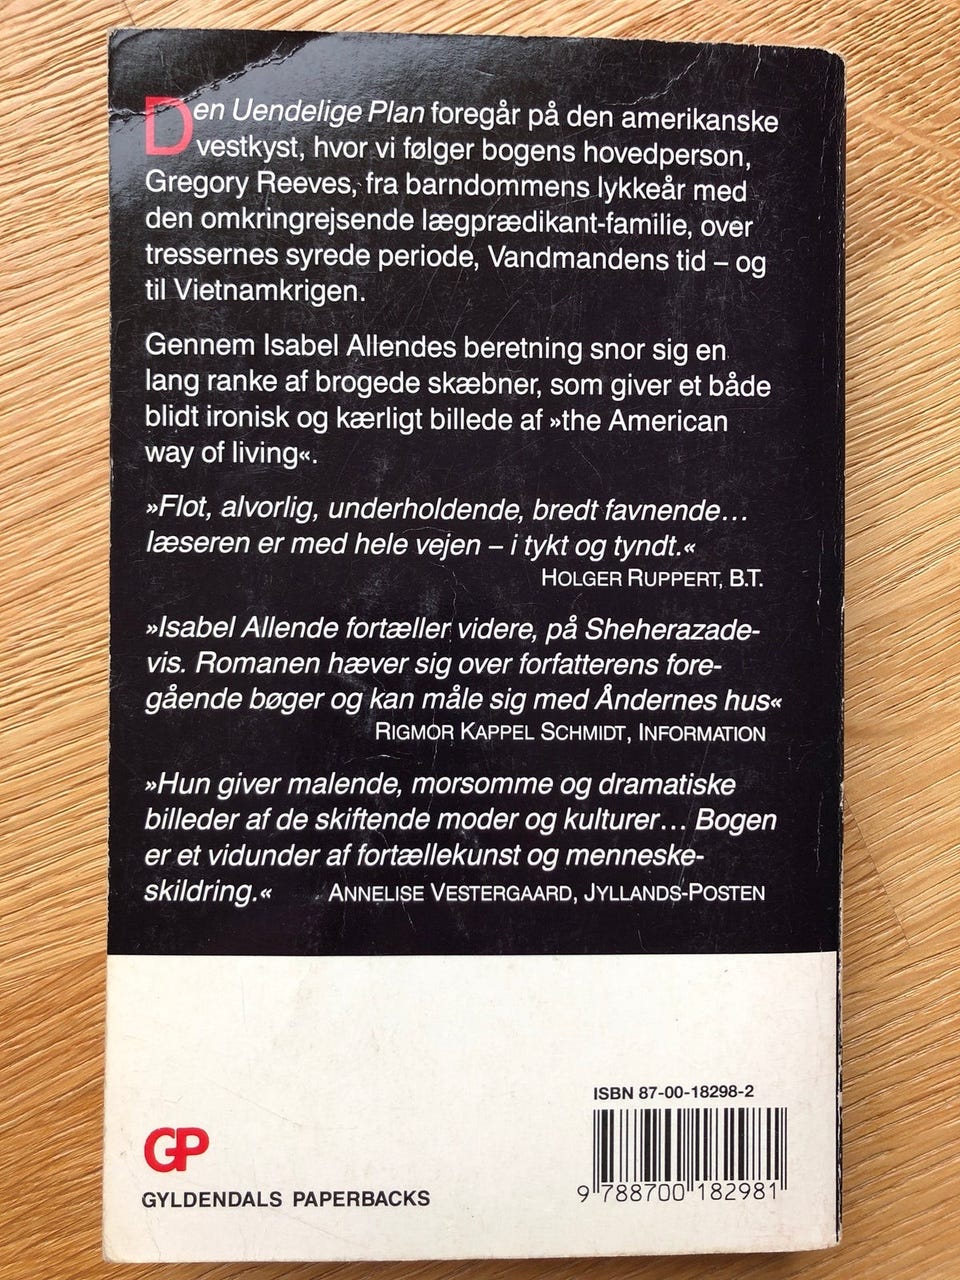 Den Uendelige Plan foregår på den amerikanske
vestkyst, hvor vi følger bogens hovedperson,
Gregory Reeves, fra barndommens lykkeår med
den omkringrejsende lægprædikant-familie, over
tressernes syrede periode, Vandmandens tid – og
til Vietnamkrigen.
Gennem Isabel Allendes beretning snor sig en
lang ranke af brogede skæbner, som giver et både
blidt ironisk og kærligt billede af »the American
way of living«.
»Flot, alvorlig, underholdende, bredt favnende...
læseren er med hele vejen – i tykt og tyndt.«
HOLGER RUPPERT, B.T.
»Isabel Allende fortæller videre, på Sheherazade-
vis. Romanen hæver sig over forfatterens fore-
gående bøger og kan måle sig med Åndernes hus«
RIGMOR KAPPEL SCHMIDT, INFORMATION
»Hun giver malende, morsomme og dramatiske
billeder af de skiftende moder og kulturer... Bogen
er et vidunder af fortællekunst og menneske-
skildring.« ANNELISE VESTERGAARD, JYLLANDS-POSTEN
ISBN 87-00-18298-2
9 788700 182981
GP
GYLDENDALS PAPERBACKS